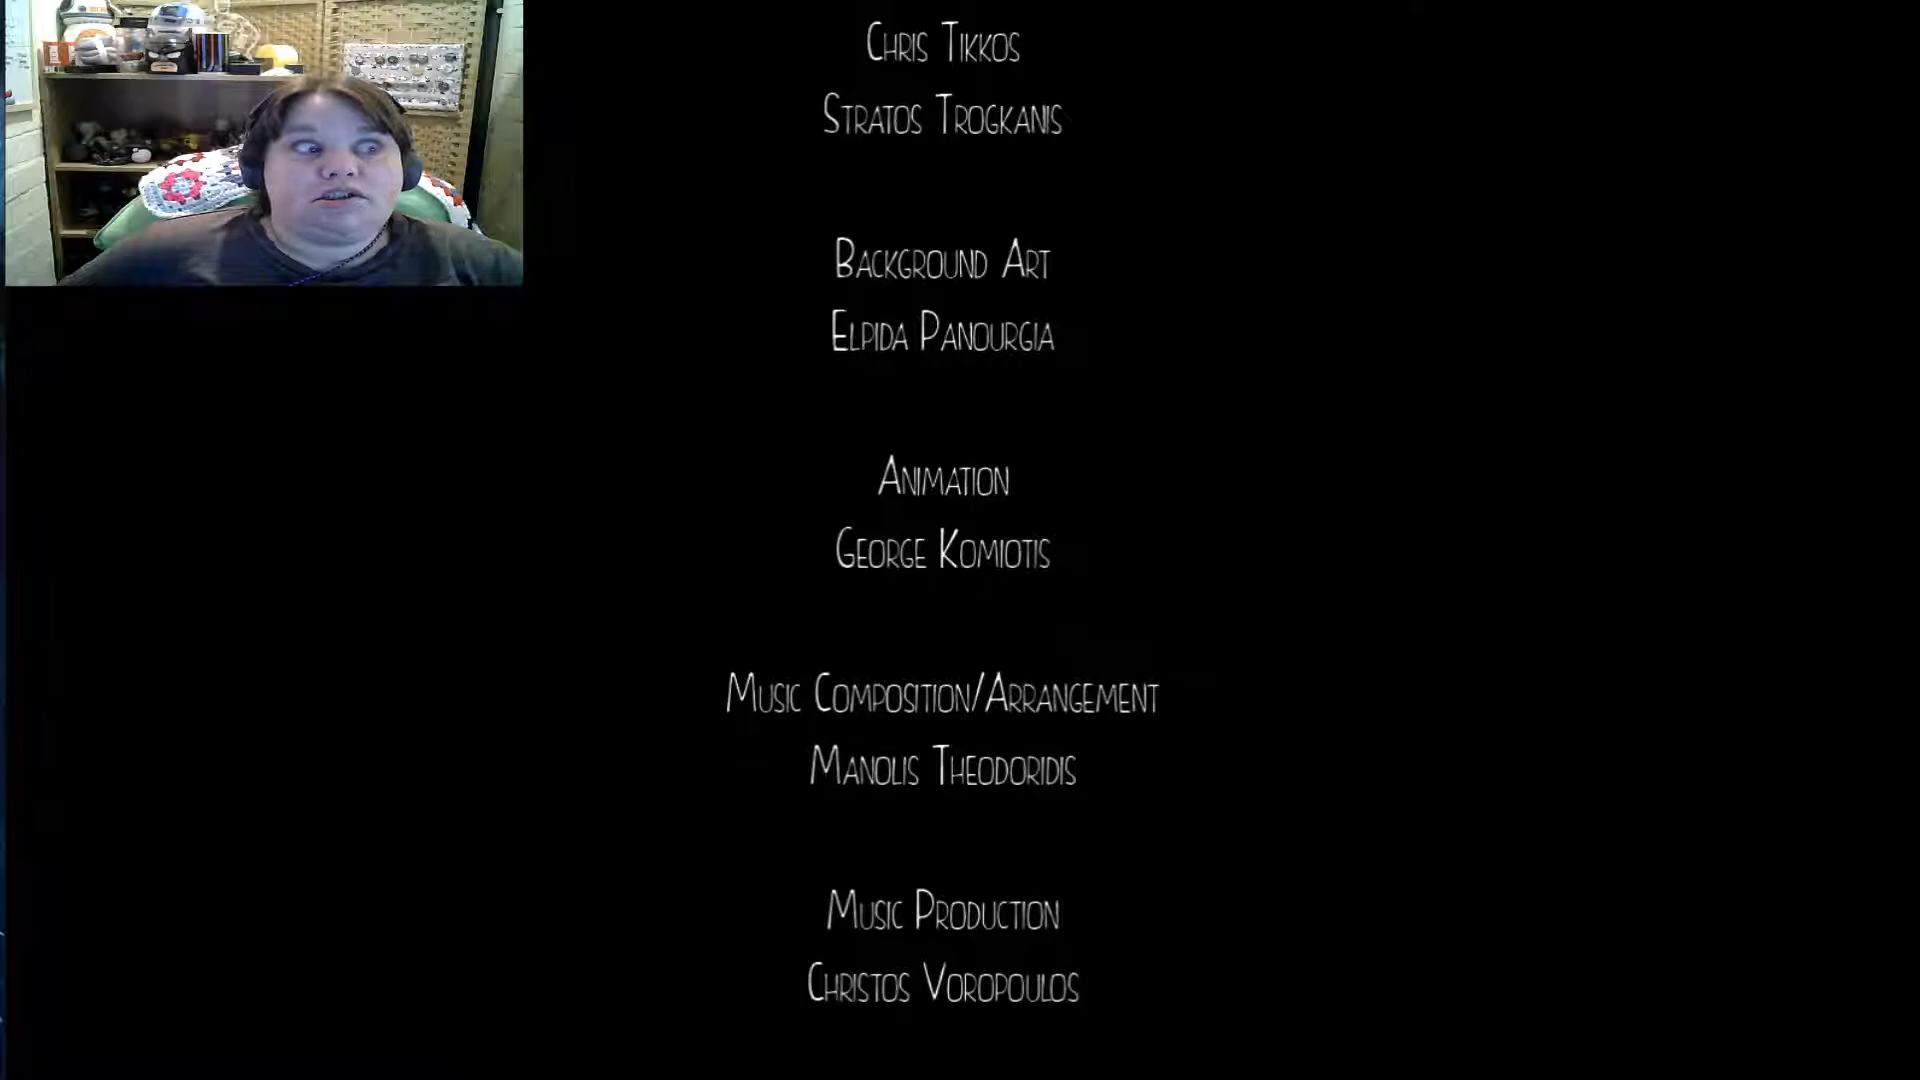 Chris Tikkos
Stratos Trogkanis
Background Art
Elpida Panourgia
Animation
George Komiotis
Music Composition/Arrangement
Manolis Theodoridis
Music Production
Christos Voropoulos